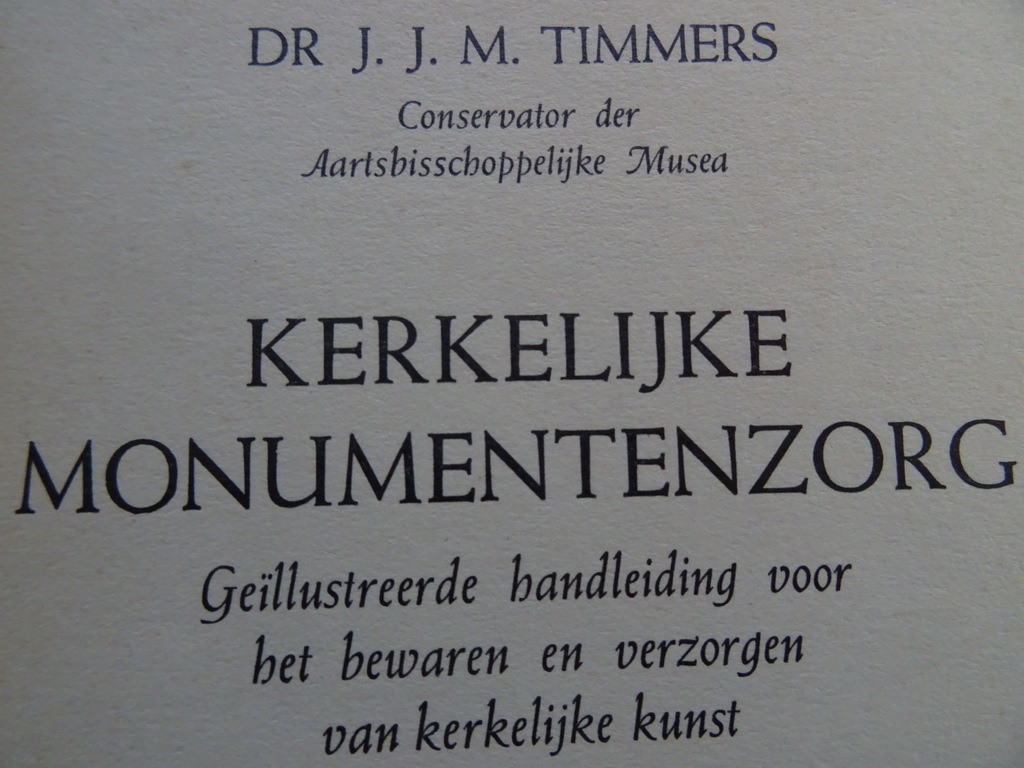 DR J. J. M. TIMMERS
Conservator der
Aartsbisschoppelijke Musea
KERKELIJKE
MONUMENTENZORG
Geïllustreerde handleiding voor
het bewaren en verzorgen
van kerkelijke kunst